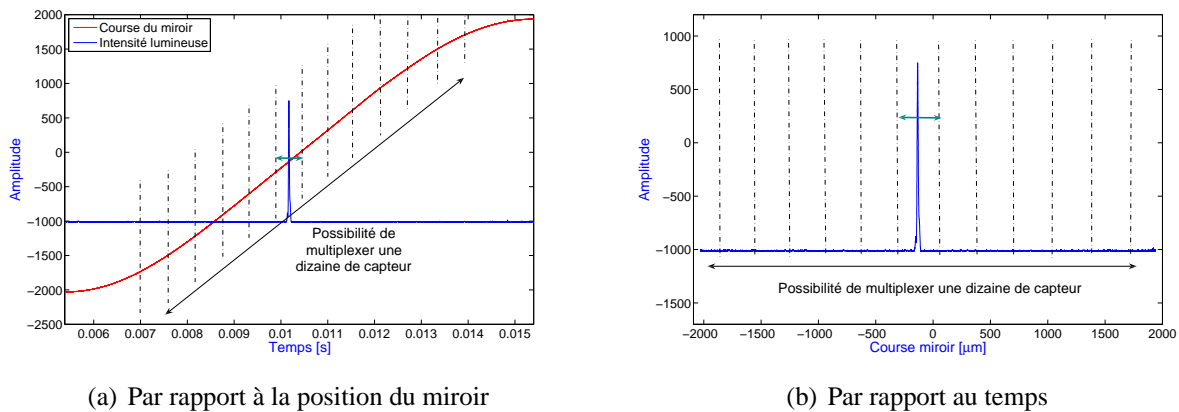 2000
1500
1000
500
0
−500
−1000
−1500
−2000
−2500
Amplitude
Course du miroir
Intensité lumineuse
Possibilité de
multiplexer une
dizaine de capteur
0.006 0.007 0.008 0.009 0.01 0.011 0.012 0.013 0.014 0.015
Temps [s]
(a) Par rapport à la position du miroir
1000
500
0
−500
−1000
−1500
Amplitude
Possibilité de multiplexer une dizaine de capteur
−2000 −1500 −1000 −500 0 500 1000 1500 2000
Course miroir [µm]
(b) Par rapport au temps